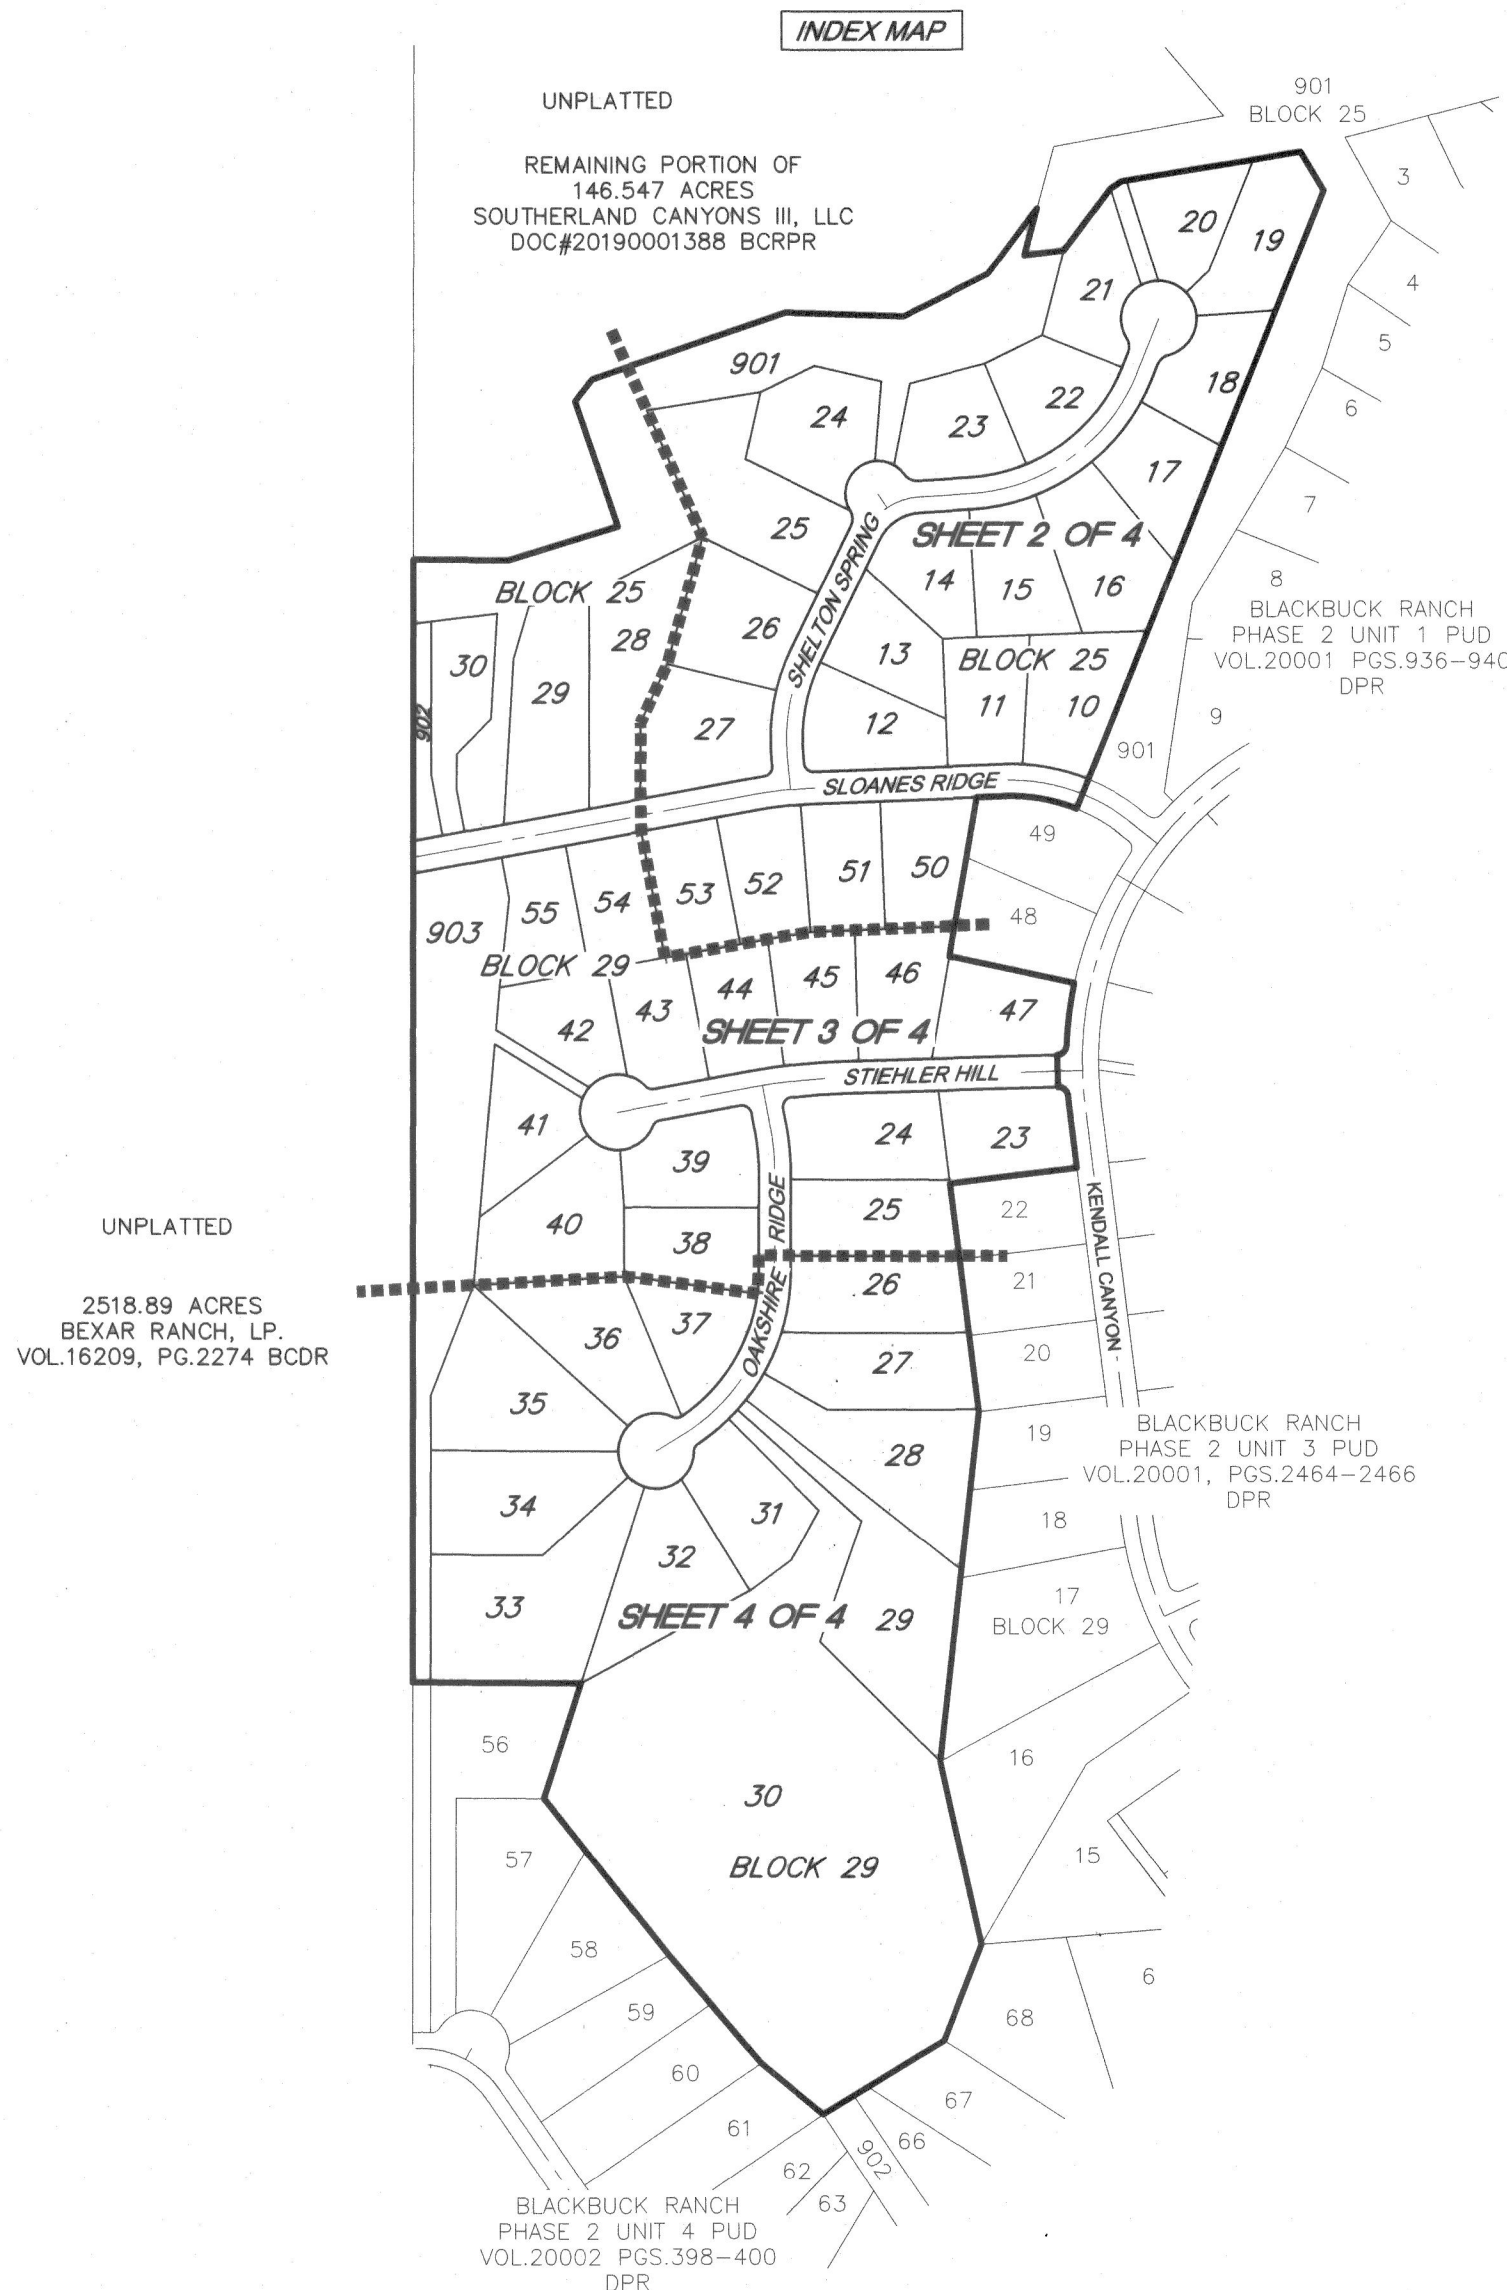 INDEX MAP
UNPLATTED
REMAINING PORTION OF
146.547 ACRES
SOUTHERLAND CANYONS III, LLC
DOC#20190001388 BCRPR
901
BLOCK 25
3
4
5
6
7
8
BLACKBUCK RANCH
PHASE 2 UNIT 1 PUD
VOL.20001 PGS.936-940
DPR
9
901
20
19
21
18
22
901
24
23
17
25
SHEET 2 OF 4
14
15
16
SHELTON SPRING
BLOCK 25
28
26
13
BLOCK 25
30
29
902
27
12
11
10
SLOANES RIDGE
49
48
50
51
52
53
54
55
903
BLOCK 29
46
45
44
43
42
47
SHEET 3 OF 4
STIEHLER HILL
41
39
24
23
40
38
25
22
OAKSHIRE RIDGE
KENDALL CANYON
UNPLATTED
2518.89 ACRES
BEXAR RANCH, LP.
VOL.16209, PG.2274 BCDR
26
21
36
37
27
20
35
28
19
BLACKBUCK RANCH
PHASE 2 UNIT 3 PUD
VOL.20001, PGS.2464-2466
DPR
34
31
18
32
33
SHEET 4 OF 4
29
17
BLOCK 29
56
16
30
BLOCK 29
57
15
58
6
59
68
60
67
61
66
902
62
63
BLACKBUCK RANCH
PHASE 2 UNIT 4 PUD
VOL.20002 PGS.398-400
DPR